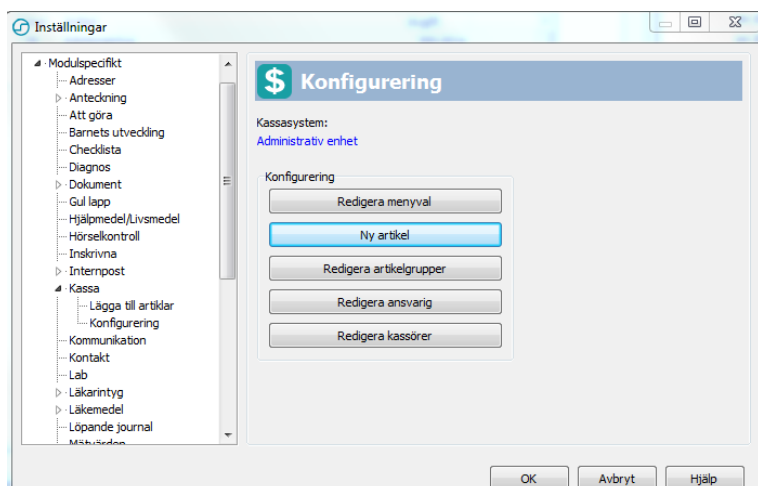 Inställningar
Modulspecifikt
Adresser
Anteckning
Att göra
Barnets utveckling
Checklista
Diagnos
Dokument
Gul lapp
Hjälpmedel/Livsmedel
Hörselkontroll
Inskrivna
Internpost
Kassa
Lägga till artiklar
Konfigurering
Kommunikation
Kontakt
Lab
Läkarintyg
Läkemedel
Löpande journal
Mätvärden
$ Konfigurering
Kassasystem:
Administrativ enhet
Konfigurering
Redigera menyval
Ny artikel
Redigera artikelgrupper
Redigera ansvarig
Redigera kassörer
OK Avbryt Hjälp